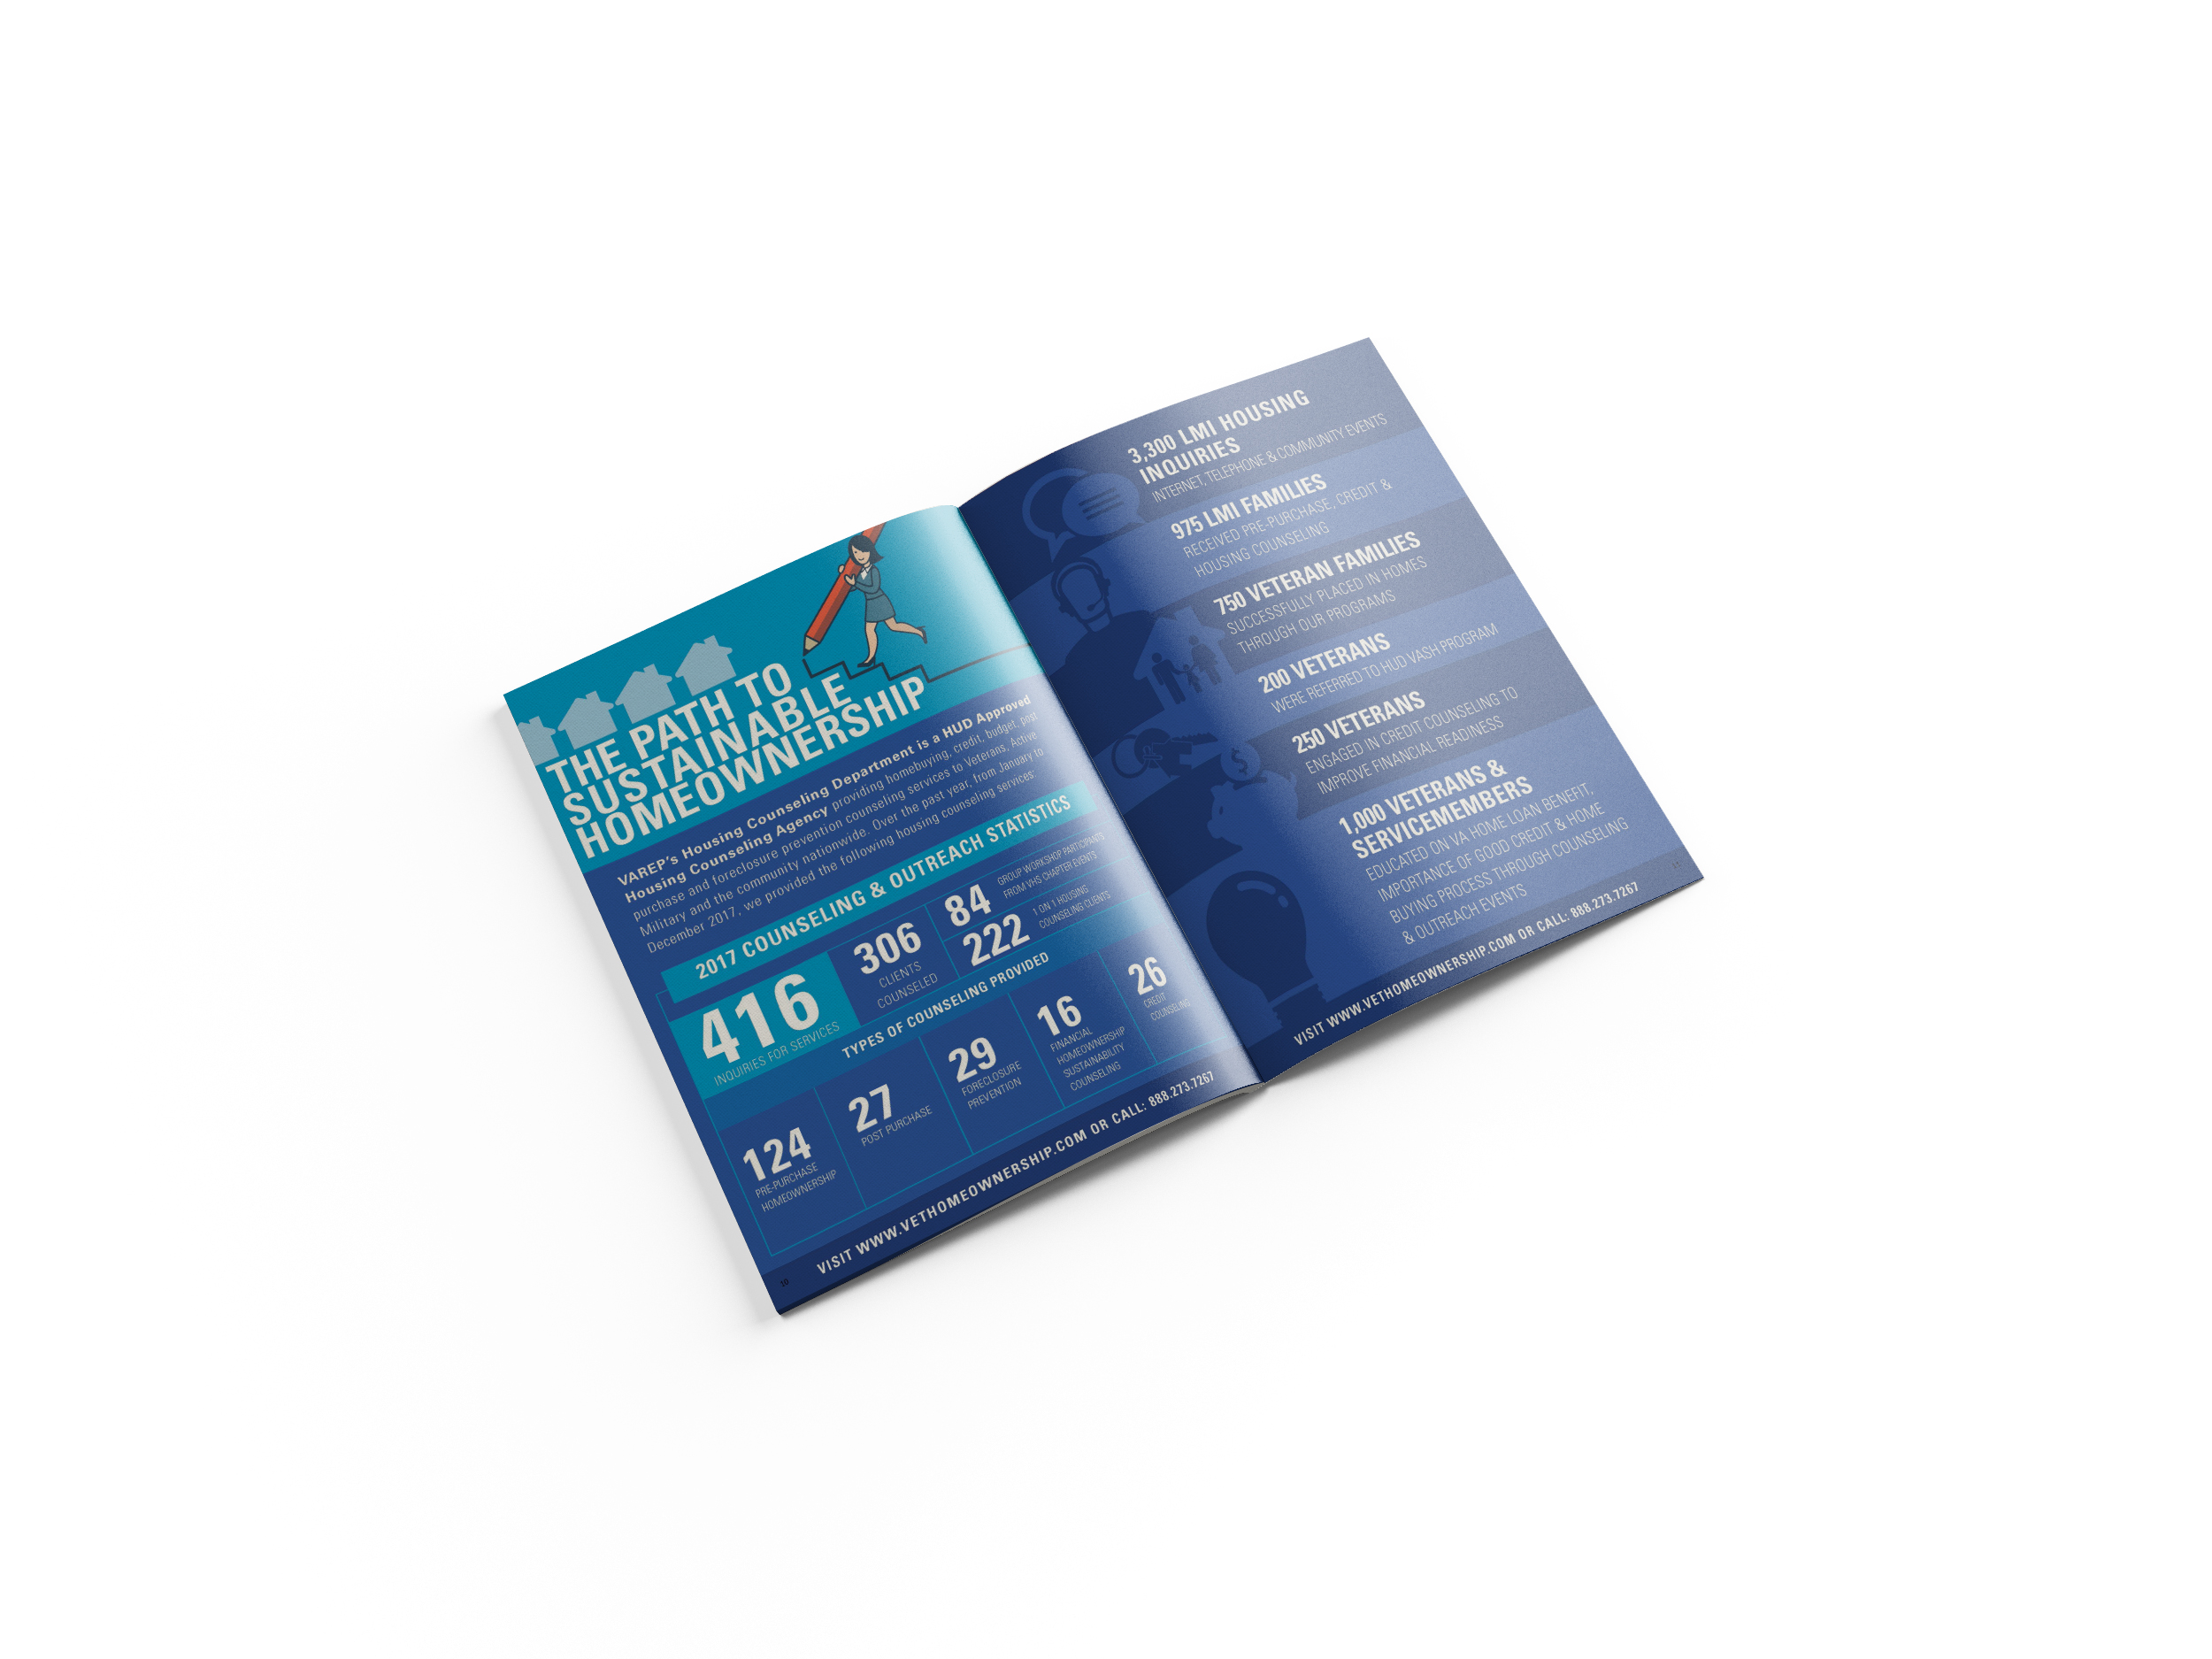 THE PATH TO
SUSTAINABLE
HOMEOWNERSHIP
VAREP's Housing Counseling Department is a HUD Approved
Housing Counseling Agency providing homebuying, credit, budget, post
purchase and foreclosure prevention counseling services to Veterans, Active
Military and the community nationwide. Over the past year, from January to
December 2017, we provided the following housing counseling services:
2017 COUNSELING & OUTREACH STATISTICS
416
INQUIRIES FOR SERVICES
306
CLIENTS
COUNSELED
84
GROUP WORKSHOP PARTICIPANTS
FROM VHS CHAPTER EVENTS
222
1 ON 1 HOUSING
COUNSELING CLIENTS
TYPES OF COUNSELING PROVIDED
124
PRE-PURCHASE
HOMEOWNERSHIP
27
POST PURCHASE
29
FORECLOSURE
PREVENTION
16
FINANCIAL
HOMEOWNERSHIP
SUSTAINABILITY
COUNSELING
26
CREDIT
COUNSELING
10
VISIT WWW.VETHOMEOWNERSHIP.COM OR CALL: 888.273.7267
3,300 LMI HOUSING
INQUIRIES
INTERNET, TELEPHONE & COMMUNITY EVENTS
975 LMI FAMILIES
RECEIVED PRE-PURCHASE, CREDIT &
HOUSING COUNSELING
750 VETERAN FAMILIES
SUCCESSFULLY PLACED IN HOMES
THROUGH OUR PROGRAMS
200 VETERANS
WERE REFERRED TO HUD VASH PROGRAM
250 VETERANS
ENGAGED IN CREDIT COUNSELING TO
IMPROVE FINANCIAL READINESS
1,000 VETERANS &
SERVICEMEMBERS
EDUCATED ON VA HOME LOAN BENEFIT,
IMPORTANCE OF GOOD CREDIT & HOME
BUYING PROCESS THROUGH COUNSELING
& OUTREACH EVENTS
VISIT WWW.VETHOMEOWNERSHIP.COM OR CALL: 888.273.7267